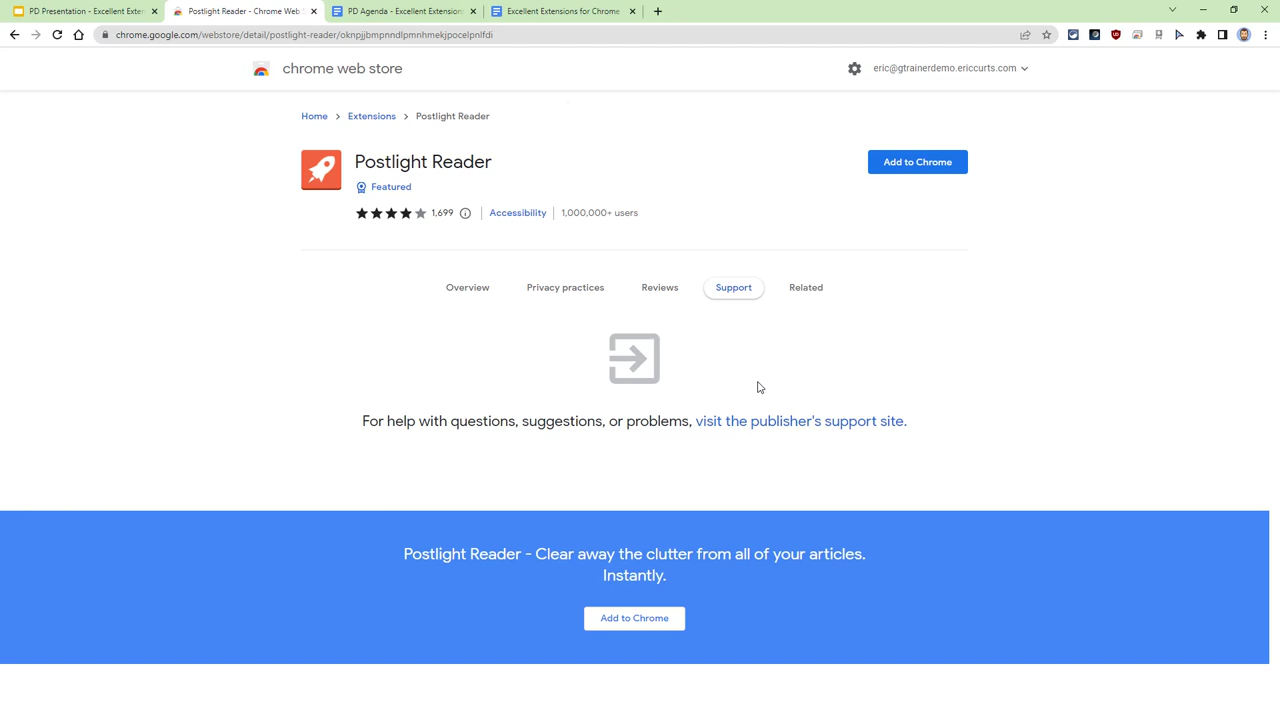 PD Presentation - Excellent Exte
Postlight Reader - Chrome Web
PD Agenda - Excellent Extension
Excellent Extensions for Chrome
chrome.google.com/webstore/detail/postlight-reader/oknpjjbmpnndlpmnhmekjpocelpnlfdi
chrome web store
eric@gtrainerdemo.ericcurts.com
Home > Extensions > Postlight Reader
Postlight Reader
Add to Chrome
Featured
1,699
Accessibility
1,000,000+ users
Overview
Privacy practices
Reviews
Support
Related
For help with questions, suggestions, or problems, visit the publisher's support site.
Postlight Reader - Clear away the clutter from all of your articles.
Instantly.
Add to Chrome